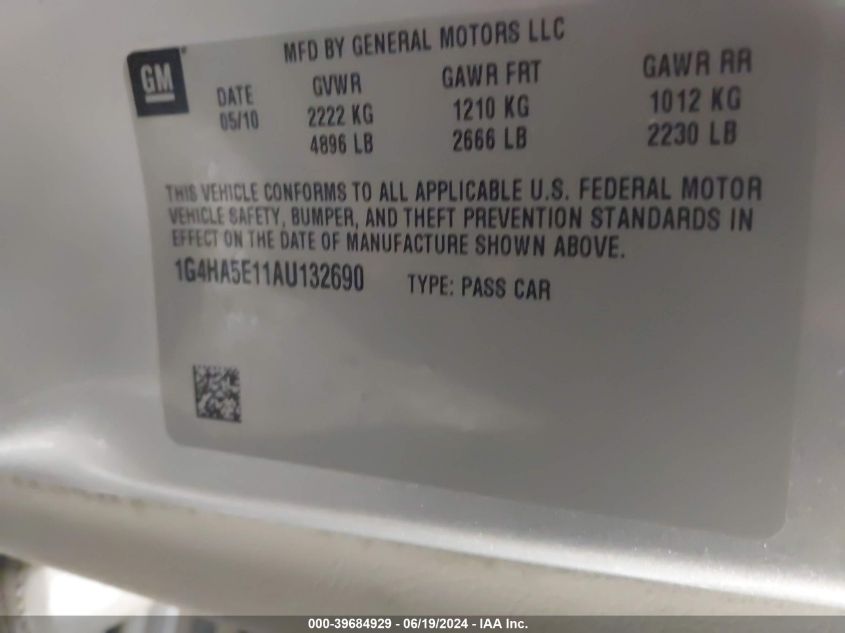 MFD BY GENERAL MOTORS LLC
GM
DATE GVWR GAWR FRT GAWR RR
05/10 2222 KG 1210 KG 1012 KG
4896 LB 2666 LB 2230 LB
THIS VEHICLE CONFORMS TO ALL APPLICABLE U.S. FEDERAL MOTOR
VEHICLE SAFETY, BUMPER, AND THEFT PREVENTION STANDARDS IN
EFFECT ON THE DATE OF MANUFACTURE SHOWN ABOVE.
1G4HA5E11AU132690 TYPE: PASS CAR
000-39684929 - 06/19/2024 - IAA Inc.